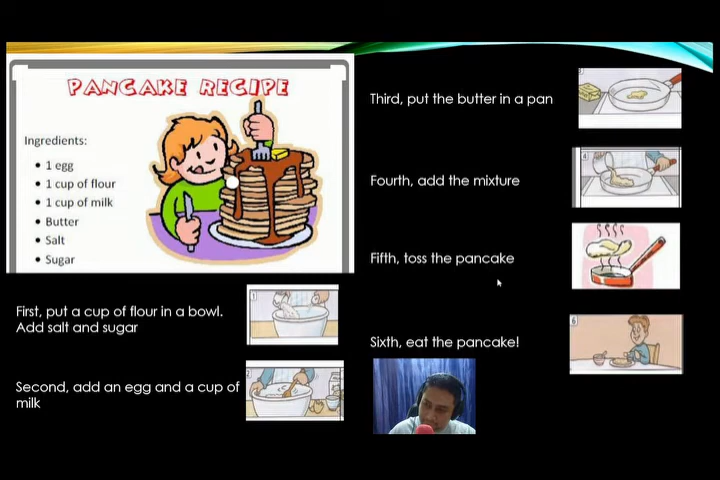 PANCAKE RECIPE
Ingredients:
• 1 egg
• 1 cup of flour
• 1 cup of milk
• Butter
• Salt
• Sugar
First, put a cup of flour in a bowl.
Add salt and sugar
Second, add an egg and a cup of
milk
Third, put the butter in a pan
Fourth, add the mixture
Fifth, toss the pancake
Sixth, eat the pancake!